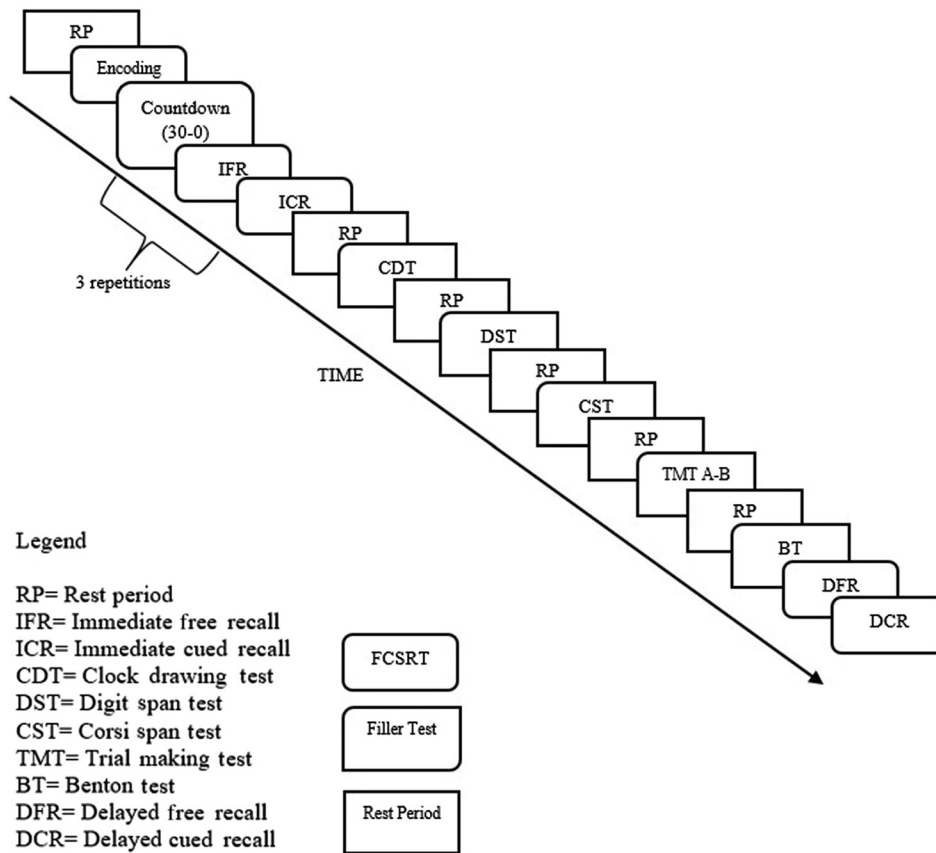 RP
Encoding
Countdown
(30-0)
IFR
ICR
RP
3 repetitions
CDT
RP
DST
TIME
RP
CST
RP
TMT A-B
RP
BT
DFR
DCR
Legend
RP= Rest period
IFR= Immediate free recall
ICR= Immediate cued recall
CDT= Clock drawing test
DST= Digit span test
CST= Corsi span test
TMT= Trial making test
BT= Benton test
DFR= Delayed free recall
DCR= Delayed cued recall
FCSRT
Filler Test
Rest Period